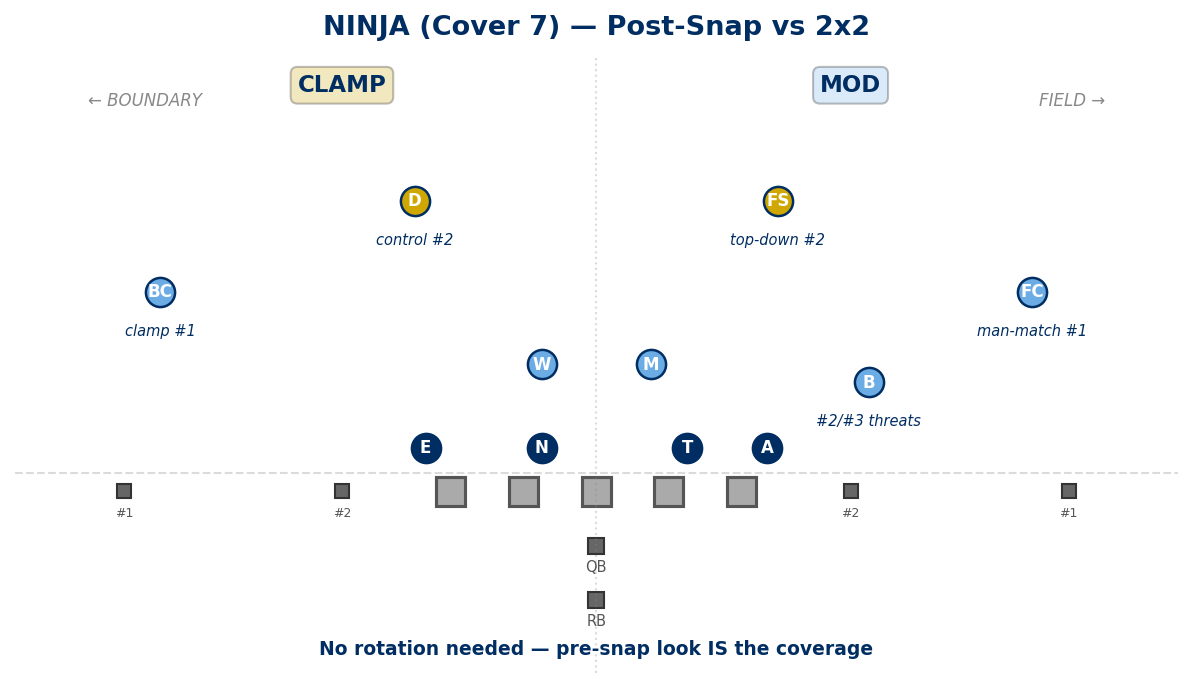 NINJA (Cover 7) — Post-Snap vs 2x2
CLAMP
MOD
← BOUNDARY
FIELD →
D
FS
control #2
top-down #2
BC
FC
clamp #1
man-match #1
W
M
B
#2/#3 threats
E
N
T
A
#1
#2
#2
#1
QB
RB
No rotation needed — pre-snap look IS the coverage